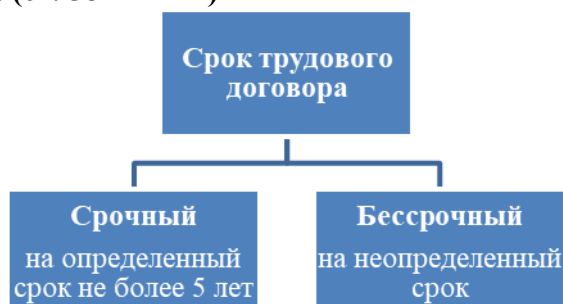 Срок трудового
договора
Срочный
на определенный
срок не более 5 лет
Бессрочный
на неопределенный
срок